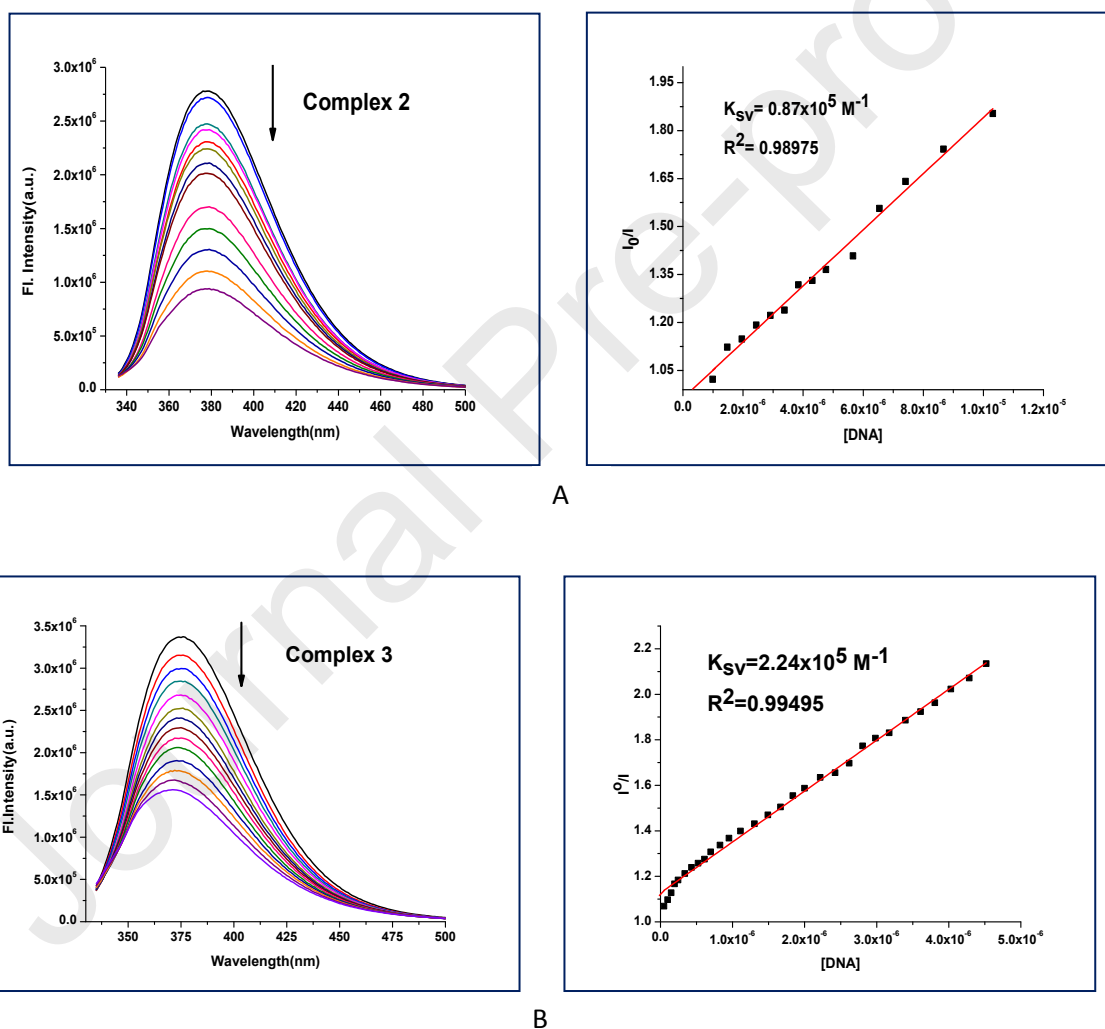 3.0x10⁶
2.5x10⁶
2.0x10⁶
1.5x10⁶
1.0x10⁶
5.0x10⁵
0.0
Fl. Intensity(a.u.)
Complex 2
340 360 380 400 420 440 460 480 500
Wavelength(nm)
1.95
1.80
1.65
1.50
1.35
1.20
1.05
I₀/I
K_SV= 0.87x10⁵ M⁻¹
R²= 0.98975
0.0 2.0x10⁻⁶ 4.0x10⁻⁶ 6.0x10⁻⁶ 8.0x10⁻⁶ 1.0x10⁻⁵ 1.2x10⁻⁵
[DNA]
A
3.5x10⁶
3.0x10⁶
2.5x10⁶
2.0x10⁶
1.5x10⁶
1.0x10⁶
5.0x10⁵
0.0
Fl.Intensity(a.u.)
Complex 3
350 375 400 425 450 475 500
Wavelength(nm)
2.2
2.0
1.8
1.6
1.4
1.2
1.0
I⁰/I
K_SV=2.24x10⁵ M⁻¹
R²=0.99495
0.0 1.0x10⁻⁶ 2.0x10⁻⁶ 3.0x10⁻⁶ 4.0x10⁻⁶ 5.0x10⁻⁶
[DNA]
B
Journal Pre-pro